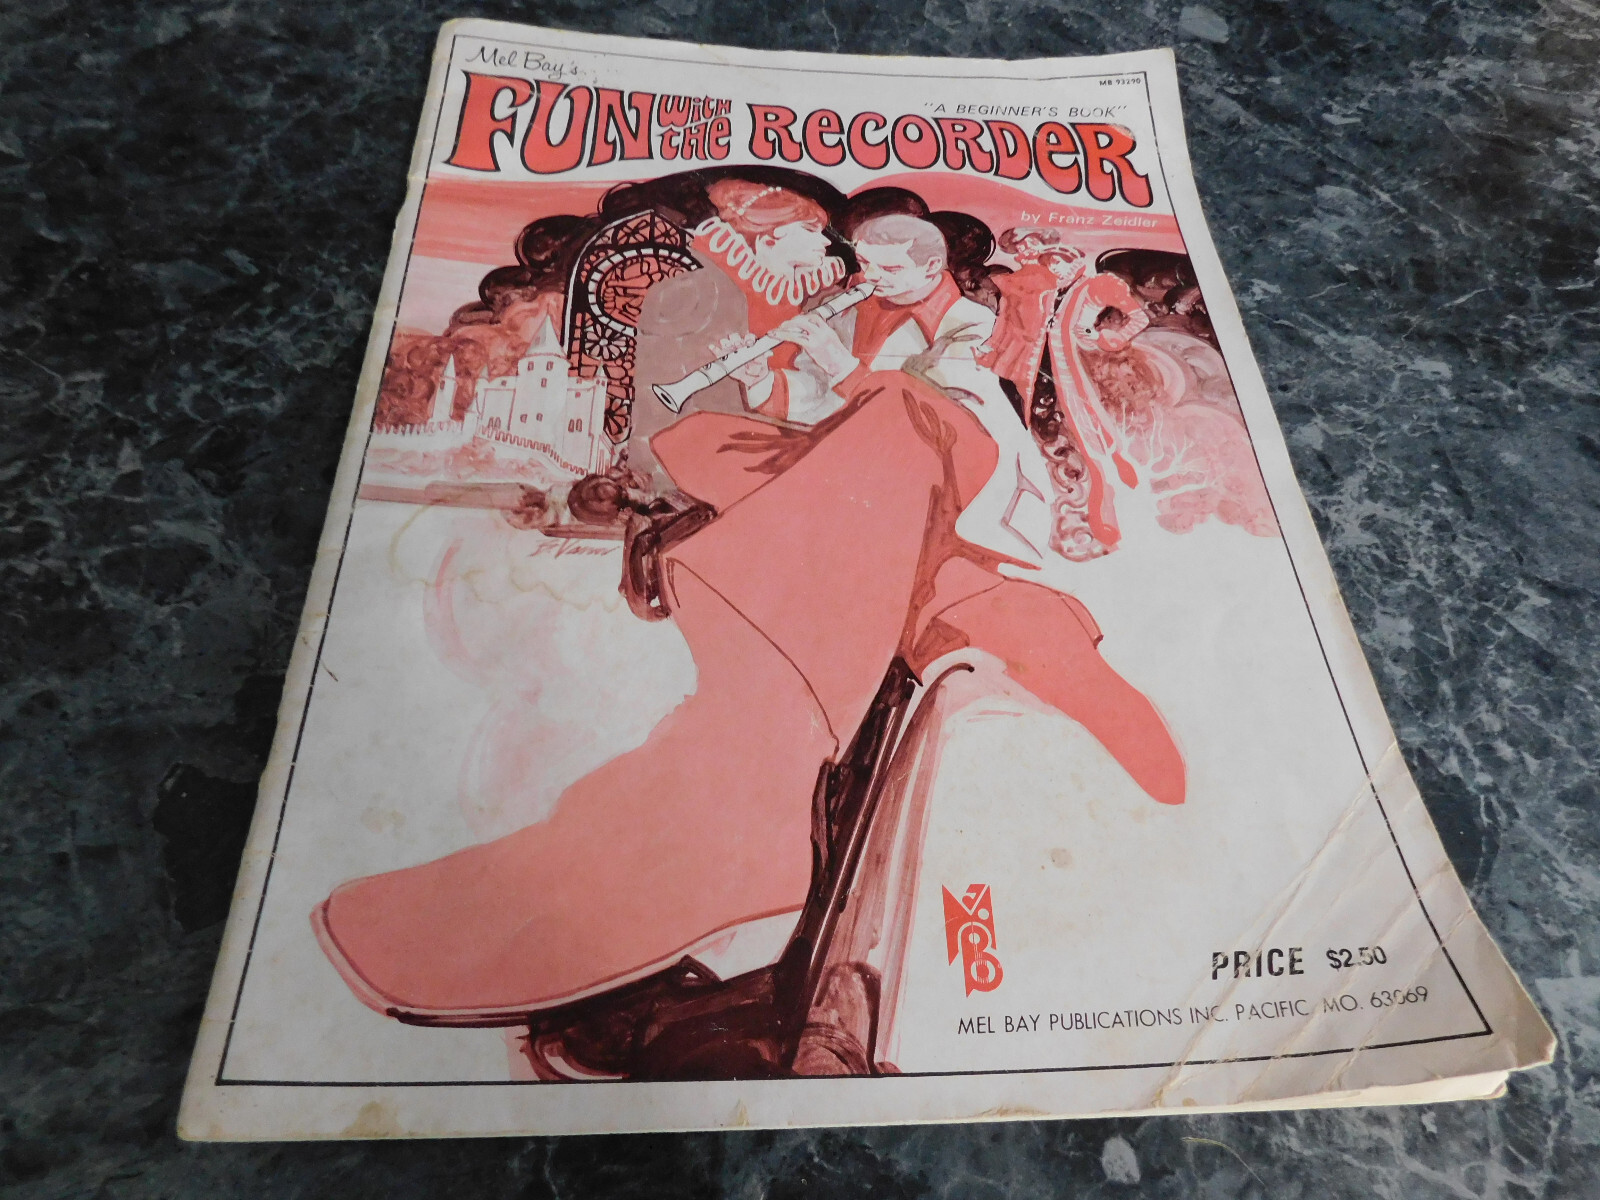 Mel Bay's
MB 93290
"A BEGINNER'S BOOK"
FUN with the RecoRdeR
by Franz Zeidler
PRICE $2.50
MEL BAY PUBLICATIONS INC. PACIFIC, MO. 63069